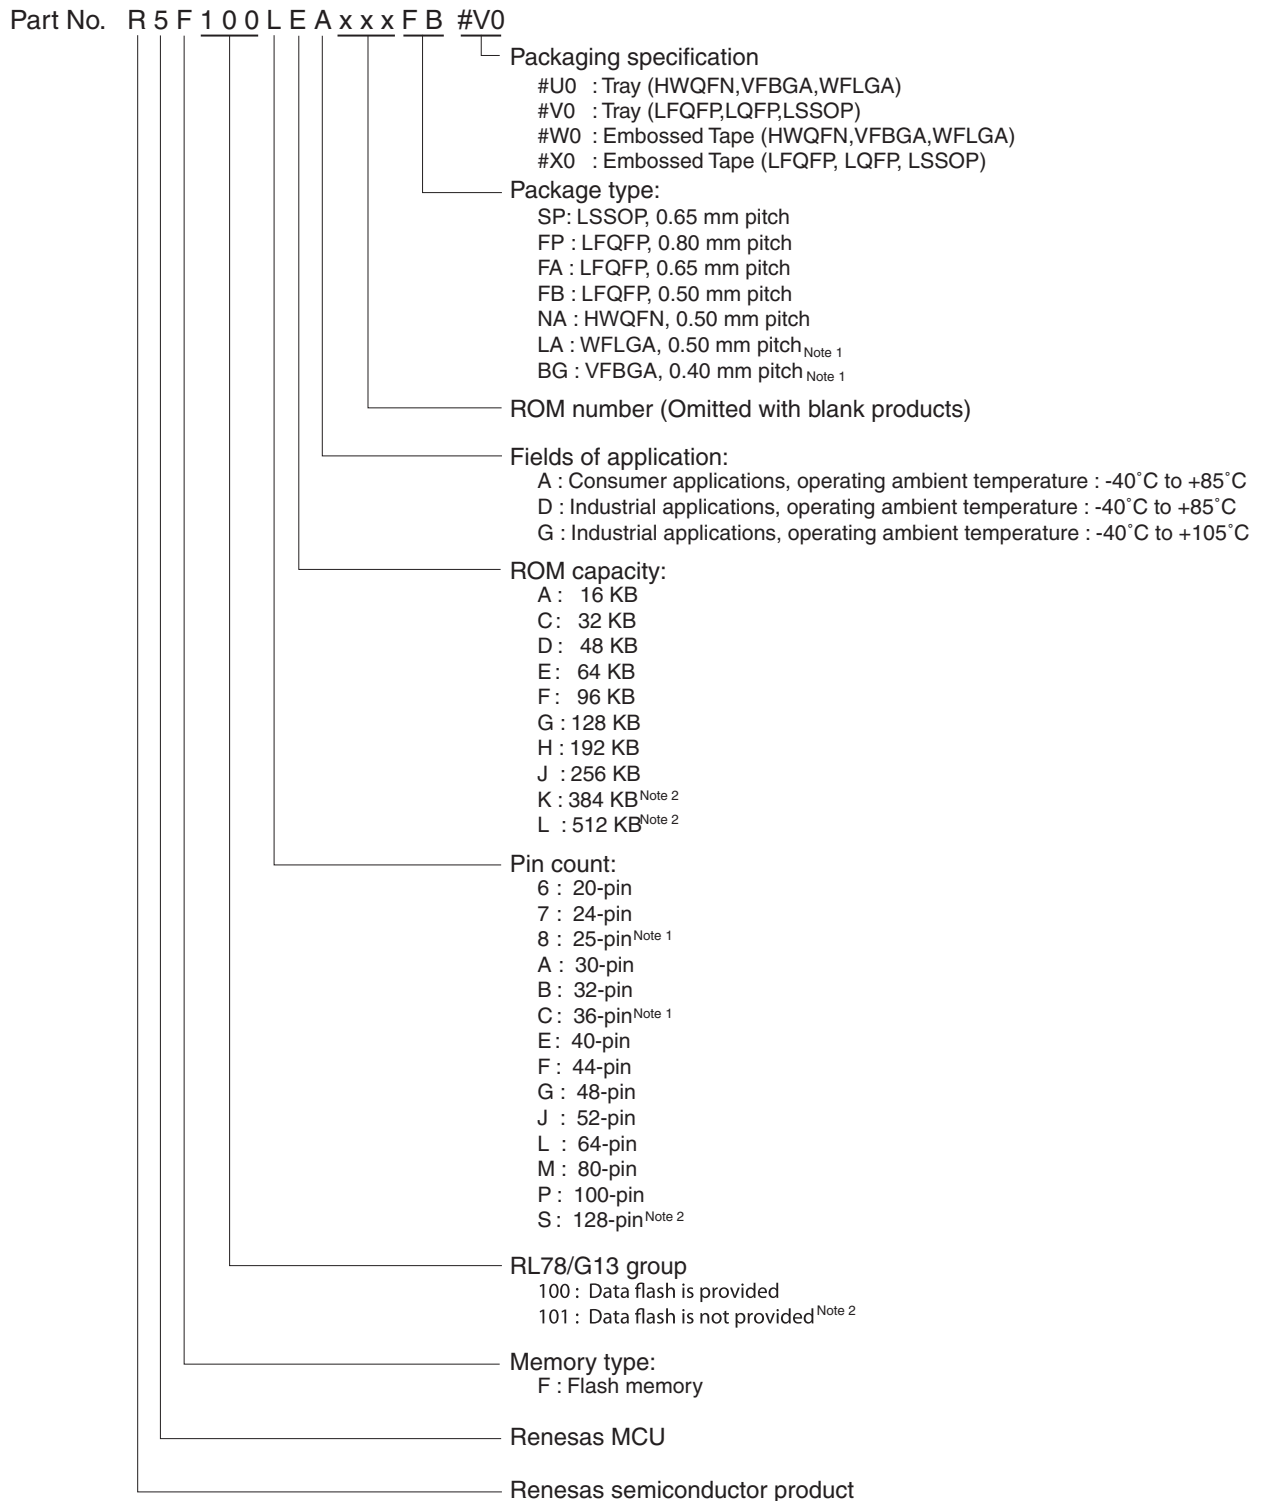 Part No. R 5 F 1 0 0 L E A x x x F B #V0
Packaging specification
#U0 : Tray (HWQFN,VFBGA,WFLGA)
#V0 : Tray (LFQFP,LQFP,LSSOP)
#W0 : Embossed Tape (HWQFN,VFBGA,WFLGA)
#X0 : Embossed Tape (LFQFP, LQFP, LSSOP)
Package type:
SP: LSSOP, 0.65 mm pitch
FP : LFQFP, 0.80 mm pitch
FA : LFQFP, 0.65 mm pitch
FB : LFQFP, 0.50 mm pitch
NA : HWQFN, 0.50 mm pitch
LA : WFLGA, 0.50 mm pitch Note 1
BG : VFBGA, 0.40 mm pitch Note 1
ROM number (Omitted with blank products)
Fields of application:
A : Consumer applications, operating ambient temperature : -40˚C to +85˚C
D : Industrial applications, operating ambient temperature : -40˚C to +85˚C
G : Industrial applications, operating ambient temperature : -40˚C to +105˚C
ROM capacity:
A : 16 KB
C : 32 KB
D : 48 KB
E : 64 KB
F : 96 KB
G : 128 KB
H : 192 KB
J : 256 KB
K : 384 KB Note 2
L : 512 KB Note 2
Pin count:
6 : 20-pin
7 : 24-pin
8 : 25-pin Note 1
A : 30-pin
B : 32-pin
C : 36-pin Note 1
E : 40-pin
F : 44-pin
G : 48-pin
J : 52-pin
L : 64-pin
M : 80-pin
P : 100-pin
S : 128-pin Note 2
RL78/G13 group
100 : Data flash is provided
101 : Data flash is not provided Note 2
Memory type:
F : Flash memory
Renesas MCU
Renesas semiconductor product